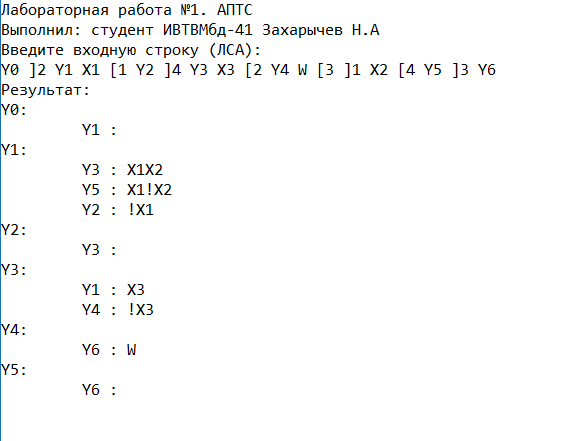 Лабораторная работа №1. АПТС
Выполнил: студент ИВТВМбд-41 Захарычев Н.А
Введите входную строку (ЛСА):
Y0 ]2 Y1 X1 [1 Y2 ]4 Y3 X3 [2 Y4 W [3 ]1 X2 [4 Y5 ]3 Y6
Результат:
Y0:
Y1 :
Y1:
Y3 : X1X2
Y5 : X1!X2
Y2 : !X1
Y2:
Y3 :
Y3:
Y1 : X3
Y4 : !X3
Y4:
Y6 : W
Y5:
Y6 :